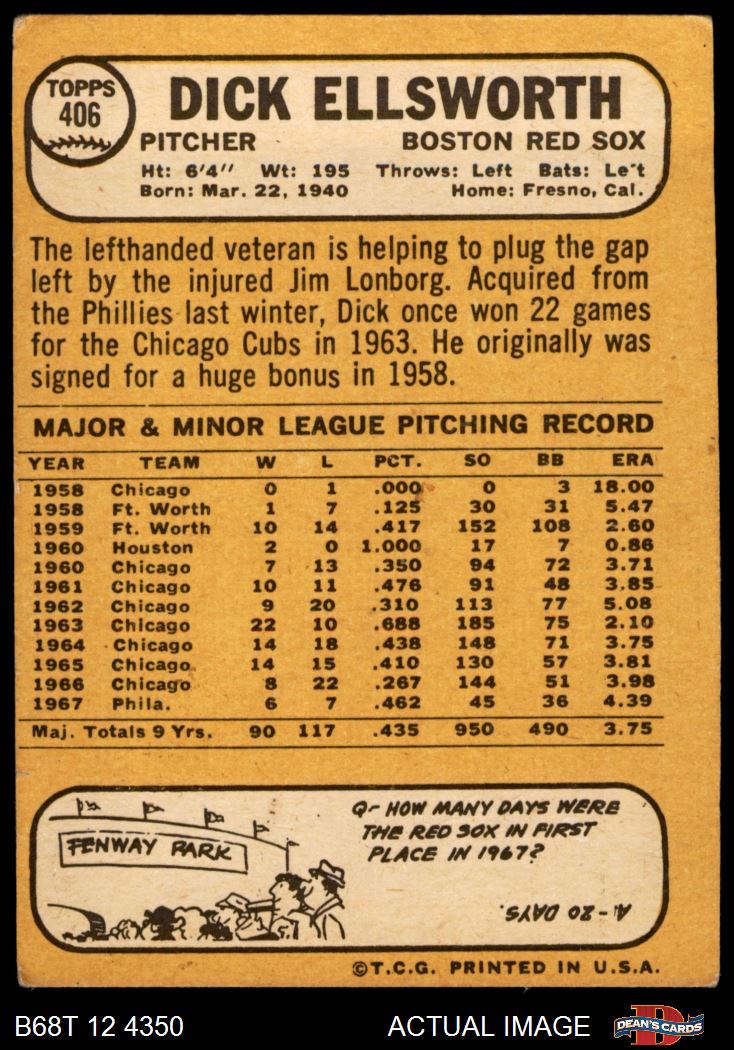 TOPPS
406
DICK ELLSWORTH
PITCHER BOSTON RED SOX
Ht: 6'4" Wt: 195 Throws: Left Bats: Le't
Born: Mar. 22, 1940 Home: Fresno, Cal.
The lefthanded veteran is helping to plug the gap
left by the injured Jim Lonborg. Acquired from
the Phillies last winter, Dick once won 22 games
for the Chicago Cubs in 1963. He originally was
signed for a huge bonus in 1958.
MAJOR & MINOR LEAGUE PITCHING RECORD
YEAR TEAM W L PCT. SO BB ERA
1958 Chicago 0 1 .000 0 3 18.00
1958 Ft. Worth 1 7 .125 30 31 5.47
1959 Ft. Worth 10 14 .417 152 108 2.60
1960 Houston 2 0 1.000 17 7 0.86
1960 Chicago 7 13 .350 94 72 3.71
1961 Chicago 10 11 .476 91 48 3.85
1962 Chicago 9 20 .310 113 77 5.08
1963 Chicago 22 10 .688 185 75 2.10
1964 Chicago 14 18 .438 148 71 3.75
1965 Chicago 14 15 .410 130 57 3.81
1966 Chicago 8 22 .267 144 51 3.98
1967 Phila. 6 7 .462 45 36 4.39
Maj. Totals 9 Yrs. 90 117 .435 950 490 3.75
FENWAY PARK
Q- HOW MANY DAYS WERE
THE RED SOX IN FIRST
PLACE IN 1967?
A- 20 DAYS.
©T.C.G. PRINTED IN U.S.A.
B68T 12 4350 ACTUAL IMAGE
D
DEAN'S CARDS